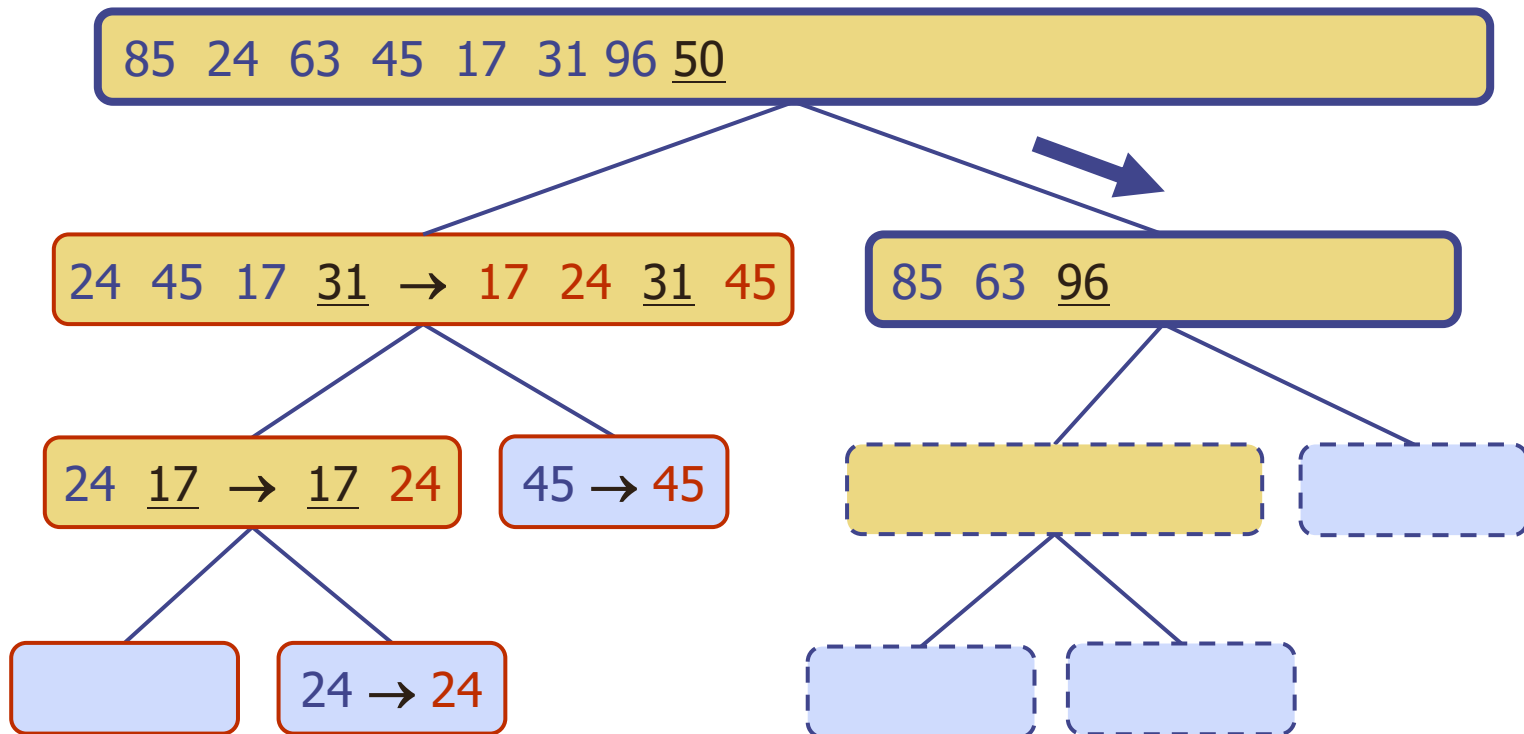 85 24 63 45 17 31 96 50
24 45 17 31 → 17 24 31 45
85 63 96
24 17 → 17 24
45 → 45
24 → 24